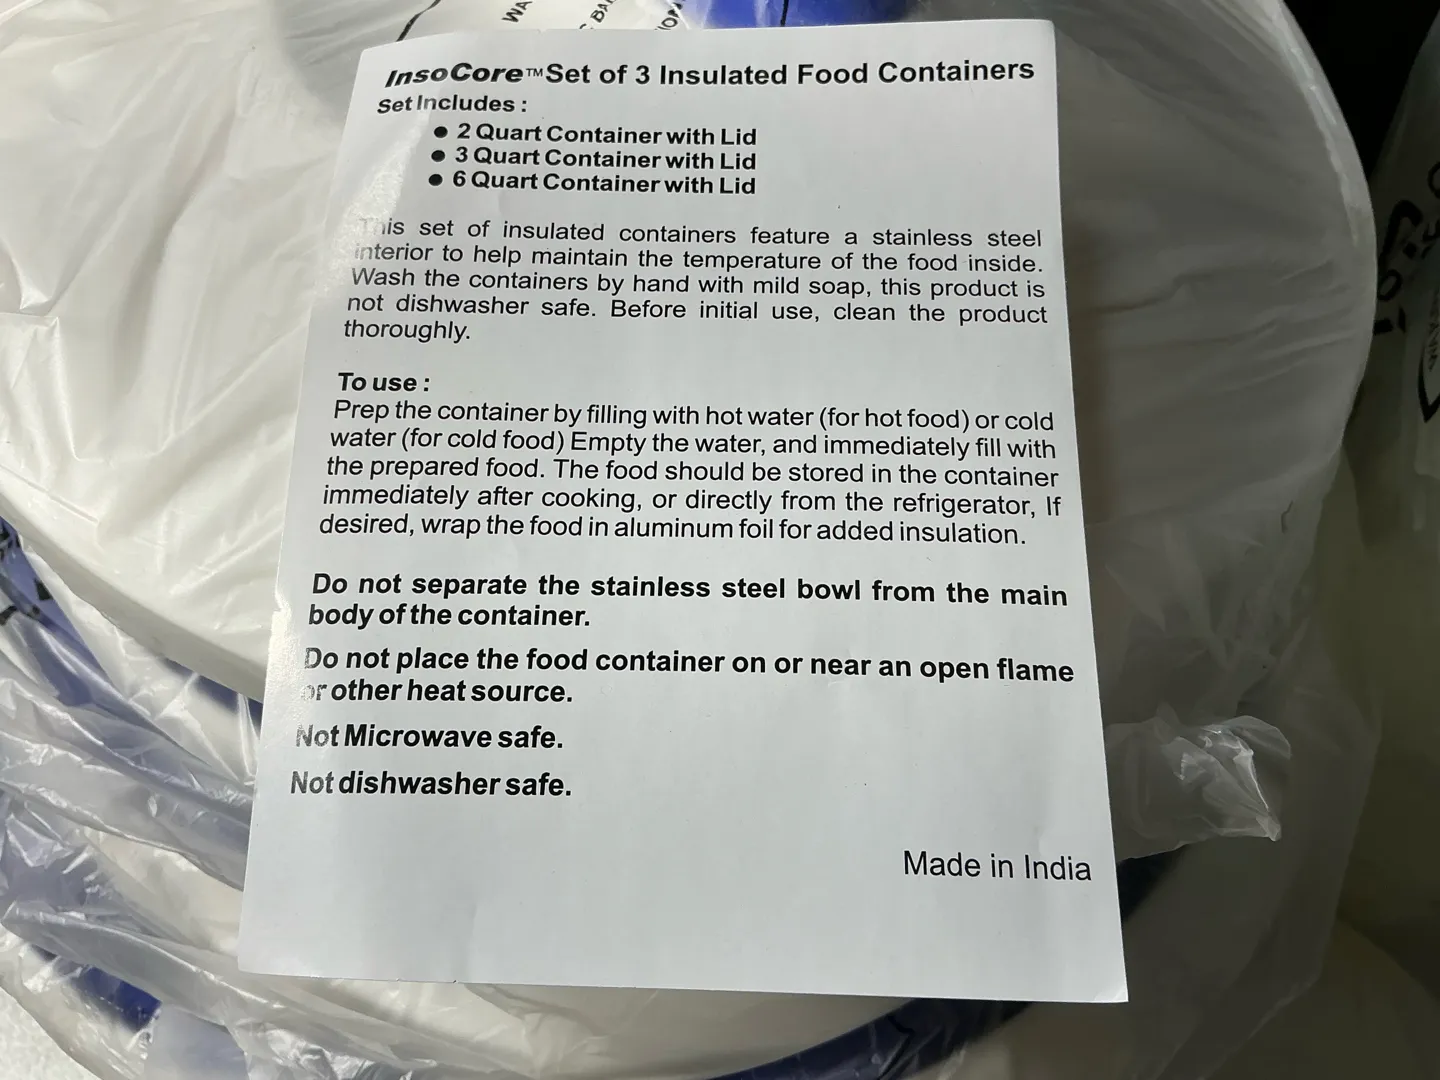 WA
BA
ION
InsoCore™ Set of 3 Insulated Food Containers
Set Includes :
● 2 Quart Container with Lid
● 3 Quart Container with Lid
● 6 Quart Container with Lid
This set of insulated containers feature a stainless steel
interior to help maintain the temperature of the food inside.
Wash the containers by hand with mild soap, this product is
not dishwasher safe. Before initial use, clean the product
thoroughly.
To use :
Prep the container by filling with hot water (for hot food) or cold
water (for cold food) Empty the water, and immediately fill with
the prepared food. The food should be stored in the container
immediately after cooking, or directly from the refrigerator, If
desired, wrap the food in aluminum foil for added insulation.
Do not separate the stainless steel bowl from the main
body of the container.
Do not place the food container on or near an open flame
or other heat source.
Not Microwave safe.
Not dishwasher safe.
Made in India